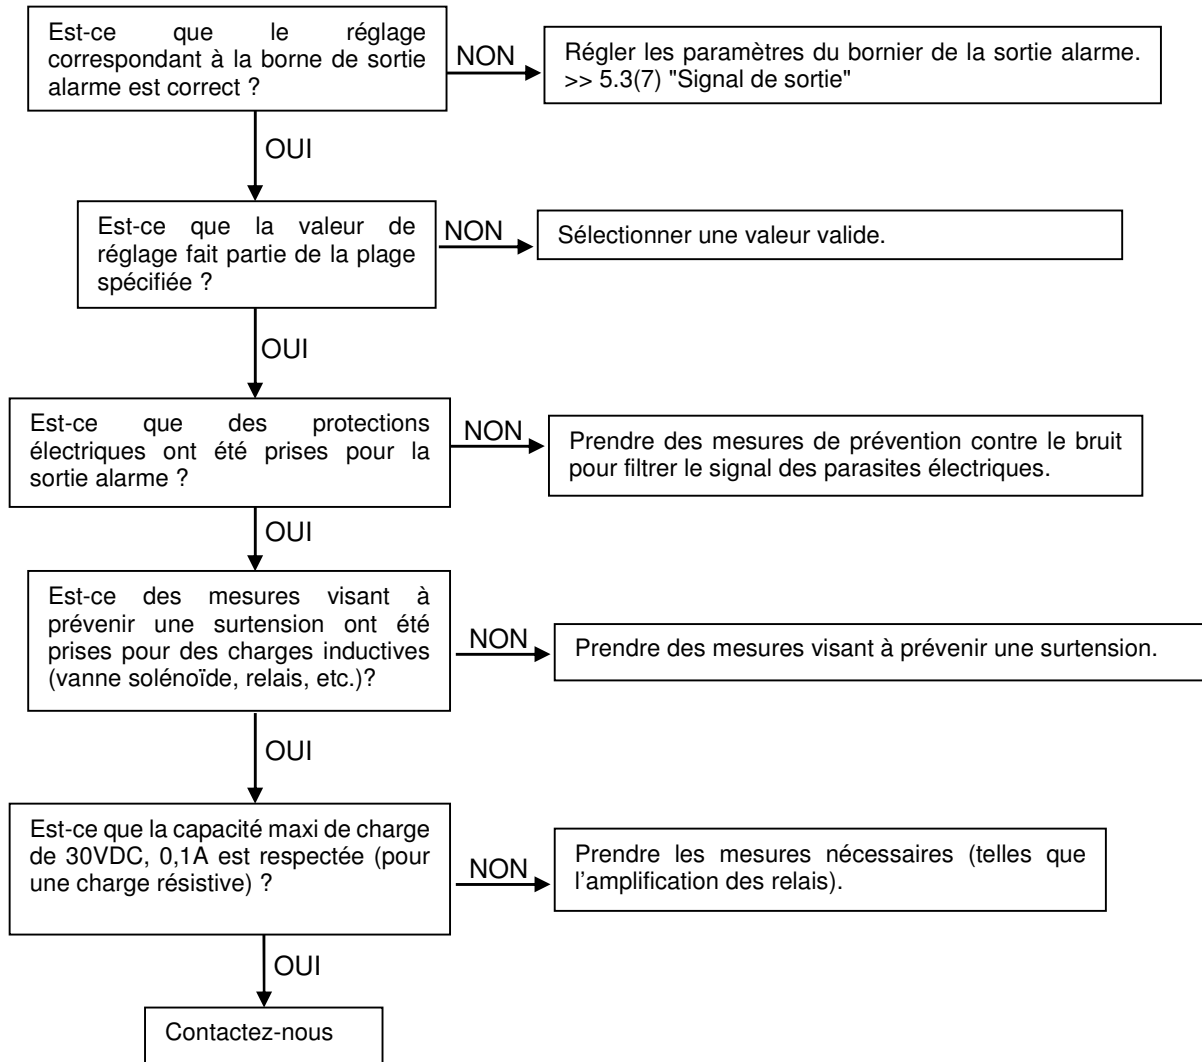 Est-ce que le réglage
correspondant à la borne de sortie
alarme est correct ?
NON
Régler les paramètres du bornier de la sortie alarme.
>> 5.3(7) "Signal de sortie"
OUI
Est-ce que la valeur de
réglage fait partie de la plage
spécifiée ?
NON
Sélectionner une valeur valide.
OUI
Est-ce que des protections
électriques ont été prises pour la
sortie alarme ?
NON
Prendre des mesures de prévention contre le bruit
pour filtrer le signal des parasites électriques.
OUI
Est-ce des mesures visant à
prévenir une surtension ont été
prises pour des charges inductives
(vanne solénoïde, relais, etc.)?
NON
Prendre des mesures visant à prévenir une surtension.
OUI
Est-ce que la capacité maxi de charge
de 30VDC, 0,1A est respectée (pour
une charge résistive) ?
NON
Prendre les mesures nécessaires (telles que
l'amplification des relais).
OUI
Contactez-nous